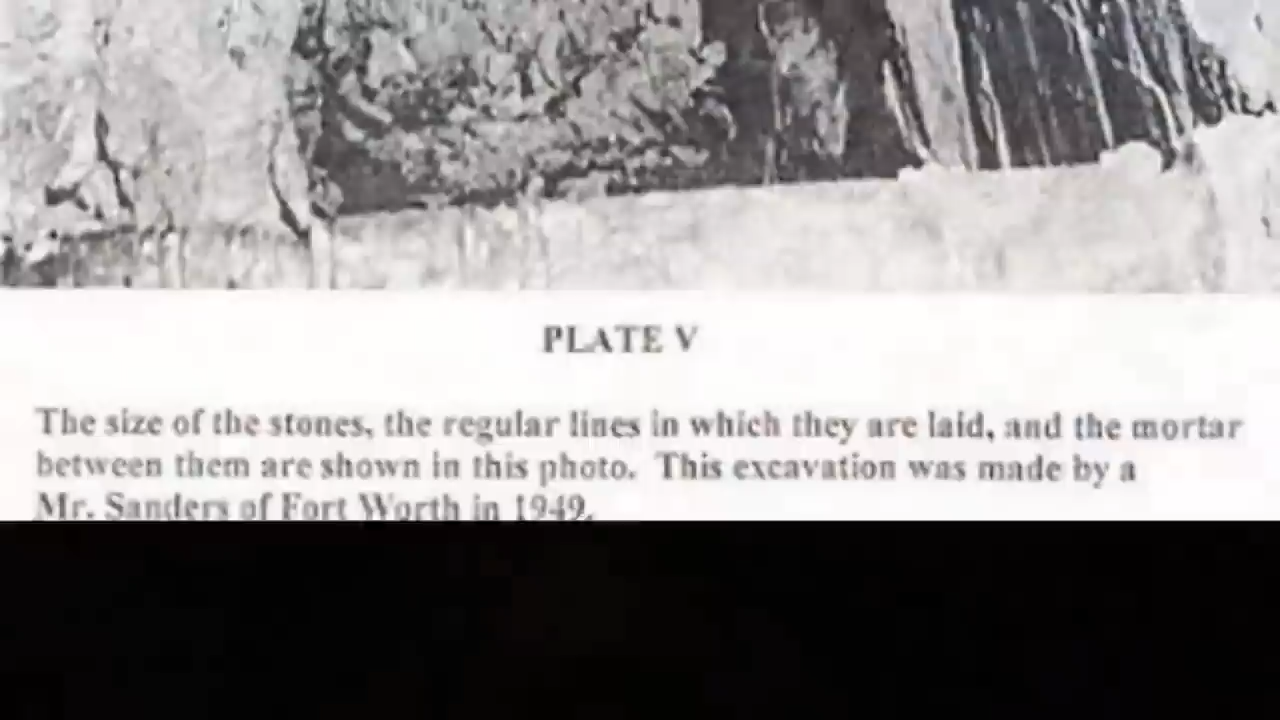 PLATE V
The size of the stones, the regular lines in which they are laid, and the mortar
between them are shown in this photo. This excavation was made by a
Mr. Sanders of Fort Worth in 1949.